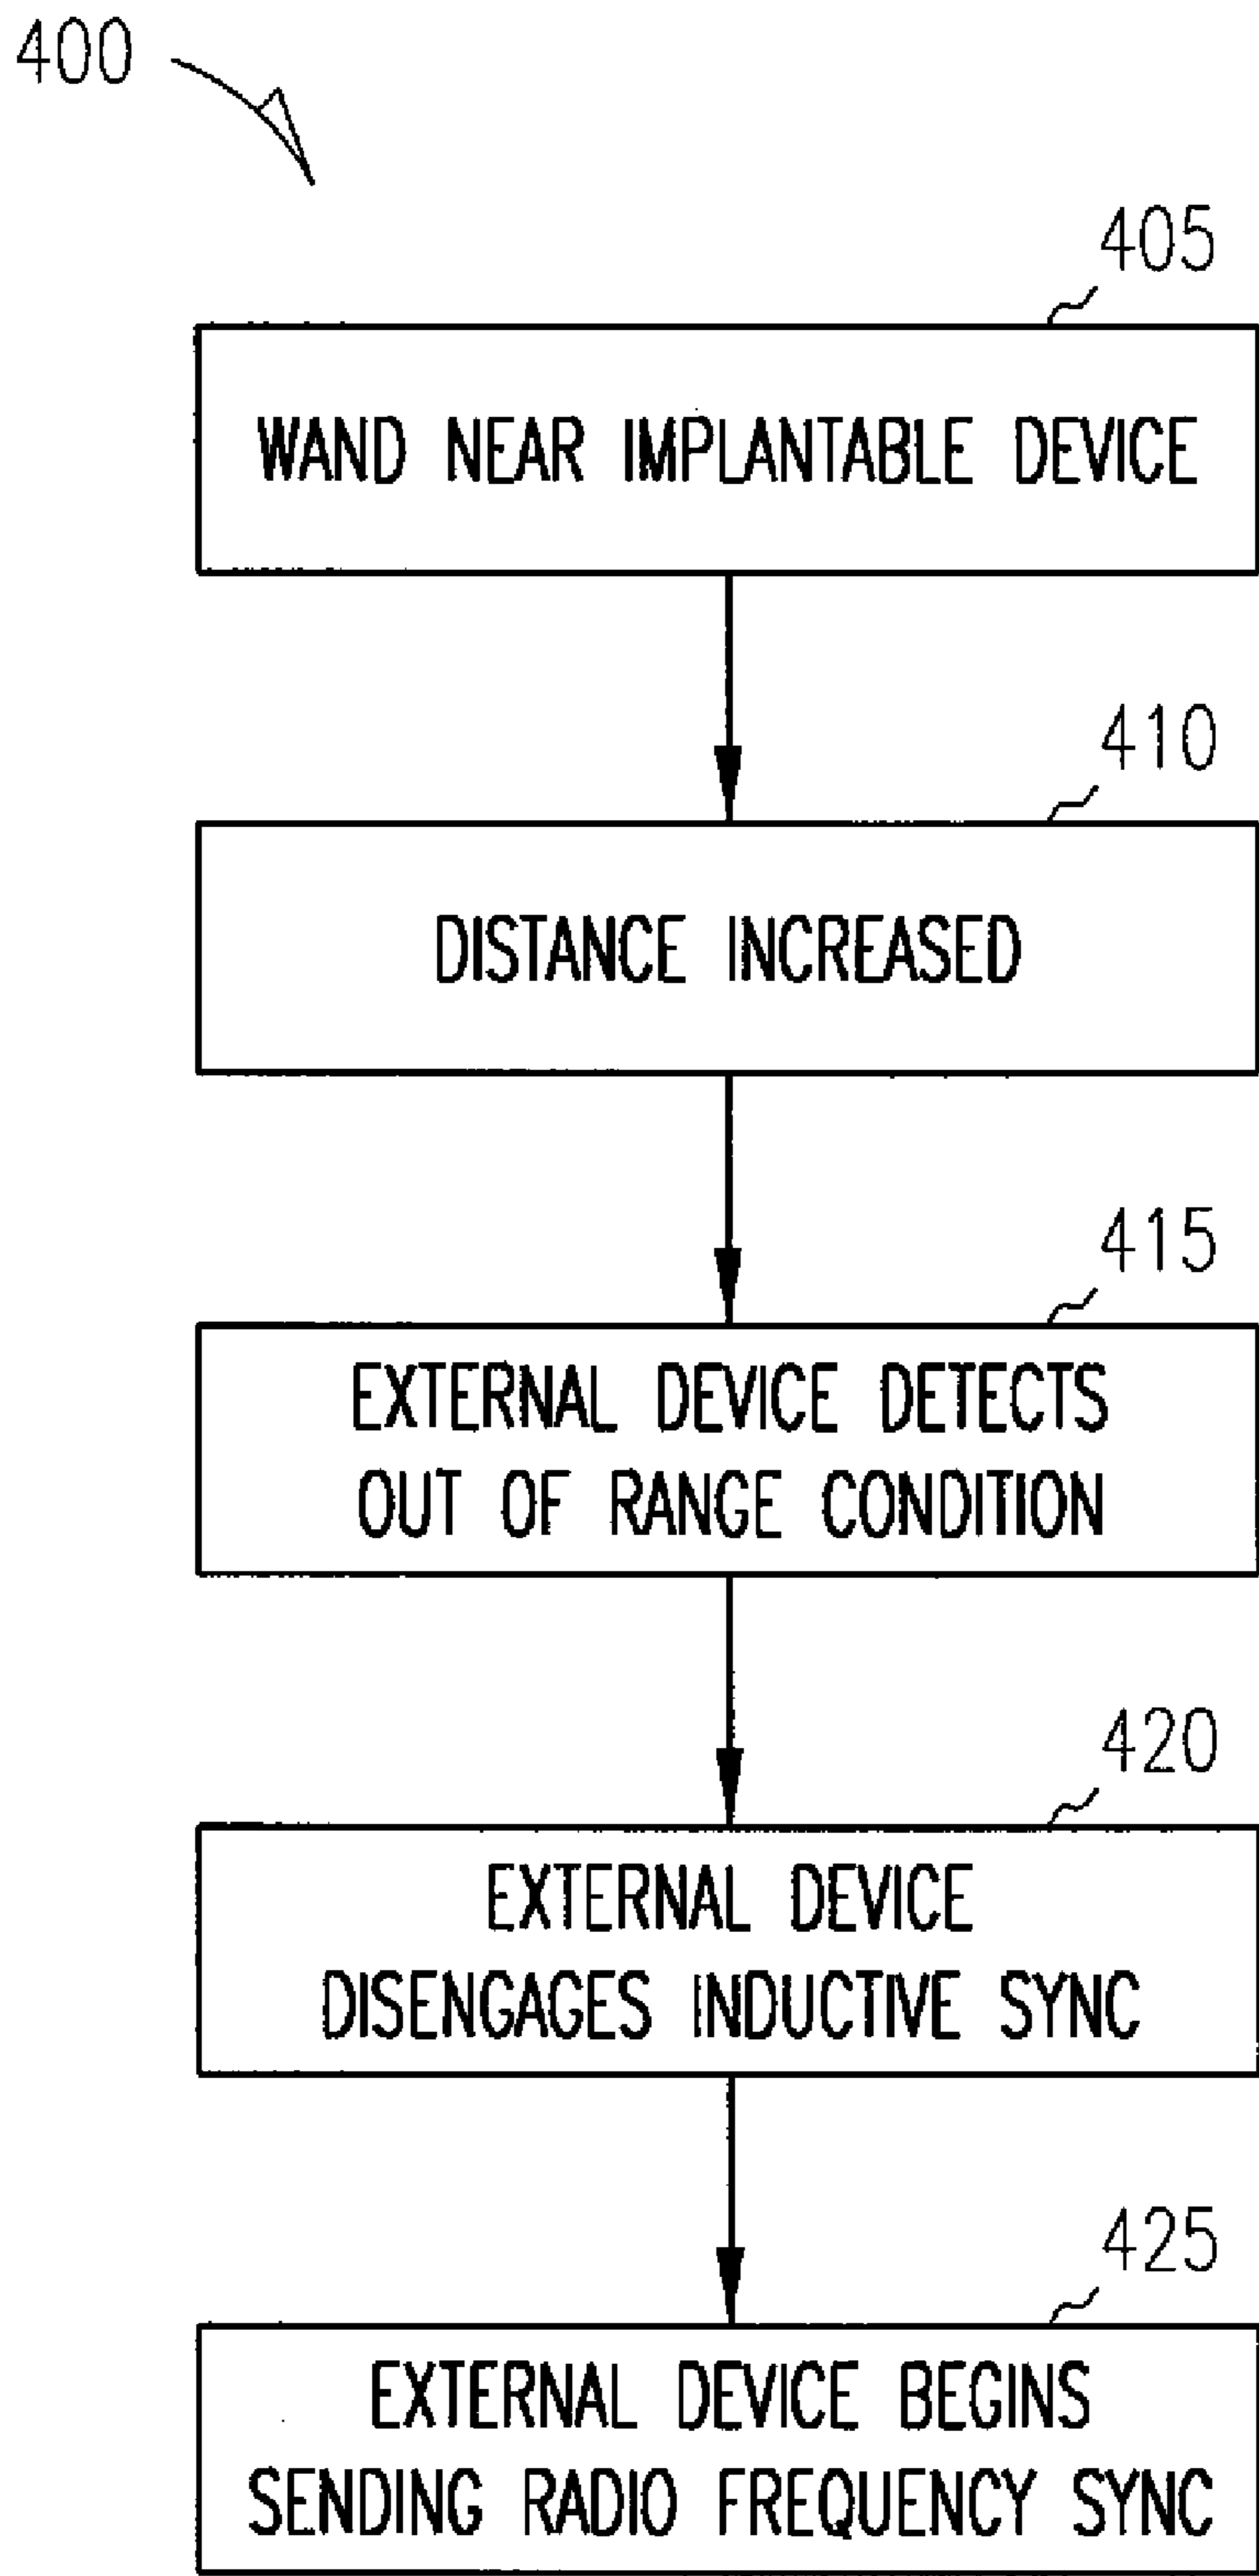 400
405
WAND NEAR IMPLANTABLE DEVICE
410
DISTANCE INCREASED
415
EXTERNAL DEVICE DETECTS
OUT OF RANGE CONDITION
420
EXTERNAL DEVICE
DISENGAGES INDUCTIVE SYNC
425
EXTERNAL DEVICE BEGINS
SENDING RADIO FREQUENCY SYNC